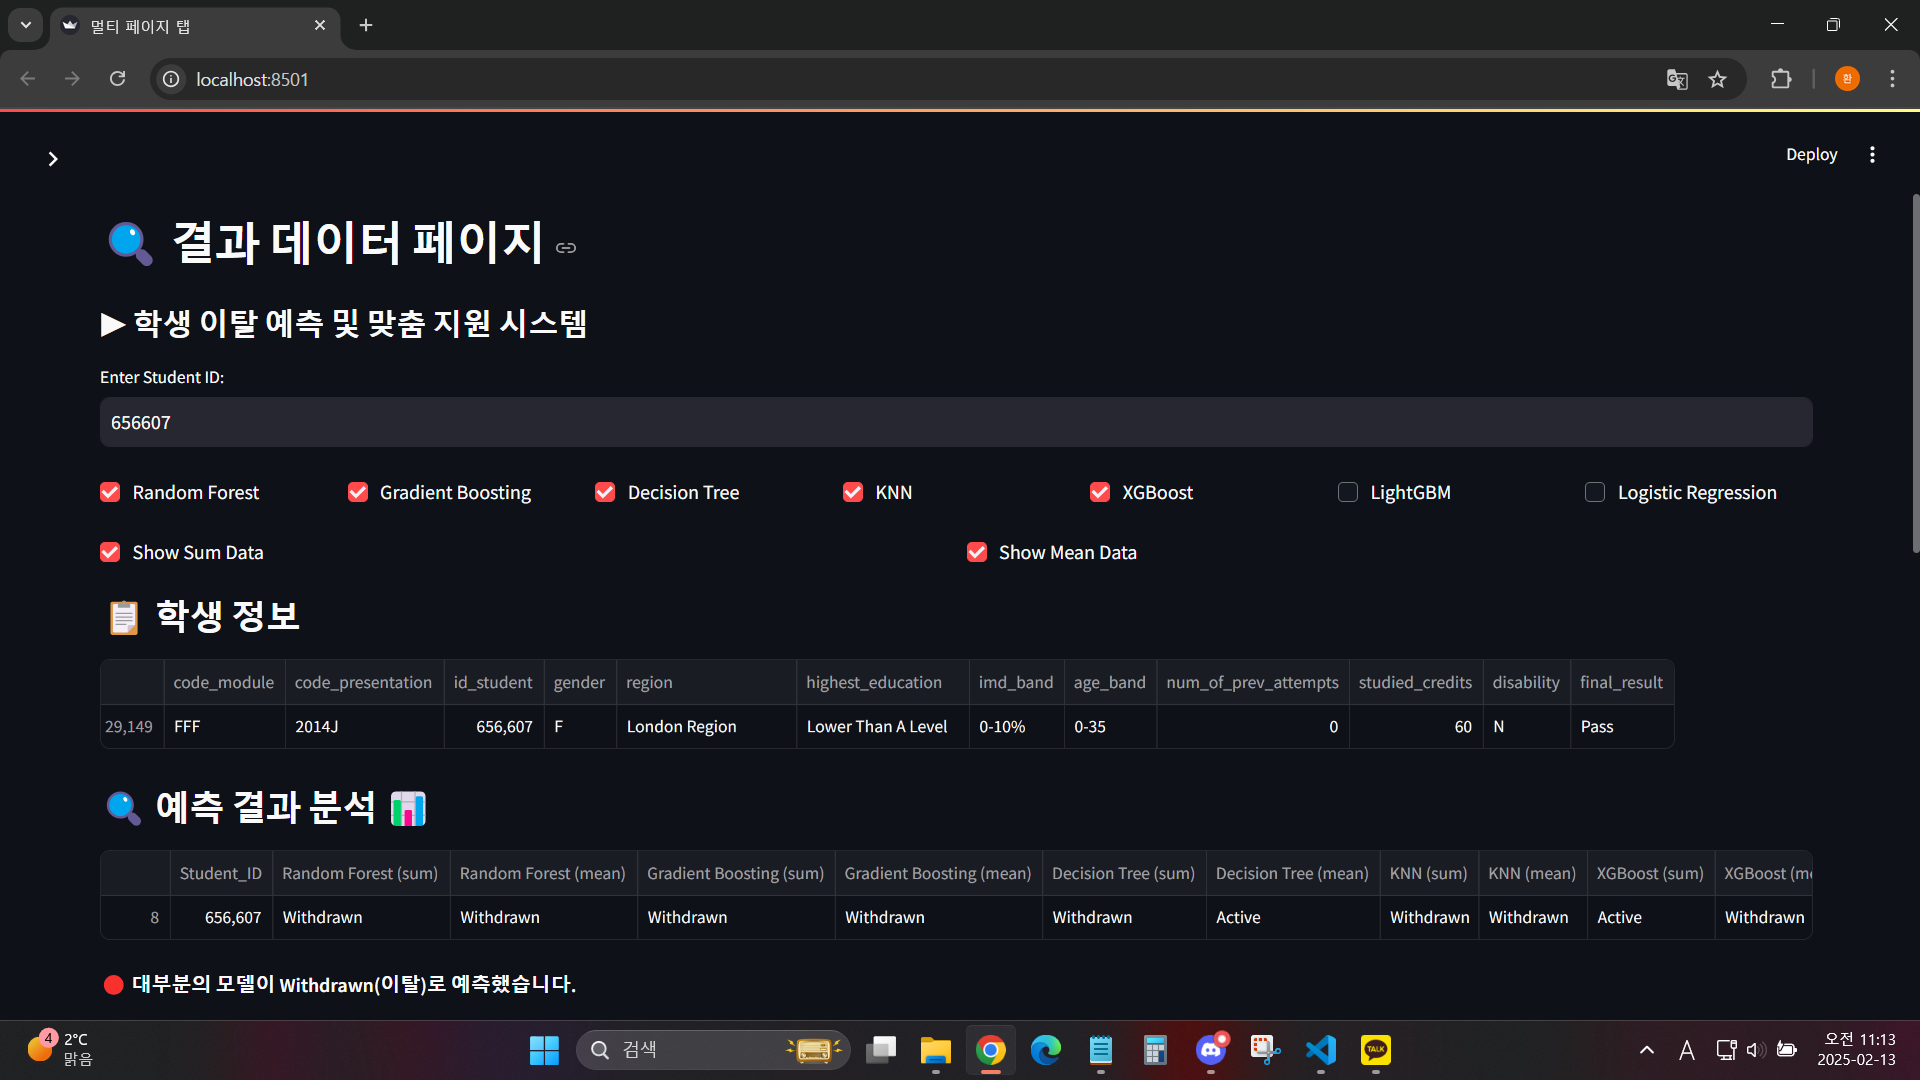 멀티 페이지 탭
localhost:8501
환
Deploy
결과 데이터 페이지
▶ 학생 이탈 예측 및 맞춤 지원 시스템
Enter Student ID:
656607
Random Forest Gradient Boosting Decision Tree KNN XGBoost LightGBM Logistic Regression
Show Sum Data Show Mean Data
학생 정보
code_module code_presentation id_student gender region highest_education imd_band age_band num_of_prev_attempts studied_credits disability final_result
29,149 FFF 2014J 656,607 F London Region Lower Than A Level 0-10% 0-35 0 60 N Pass
예측 결과 분석
Student_ID Random Forest (sum) Random Forest (mean) Gradient Boosting (sum) Gradient Boosting (mean) Decision Tree (sum) Decision Tree (mean) KNN (sum) KNN (mean) XGBoost (sum) XGBoost (m
8 656,607 Withdrawn Withdrawn Withdrawn Withdrawn Withdrawn Active Withdrawn Withdrawn Active Withdrawn
대부분의 모델이 Withdrawn(이탈)로 예측했습니다.
4 2°C
맑음
검색
TALK
A
오전 11:13
2025-02-13